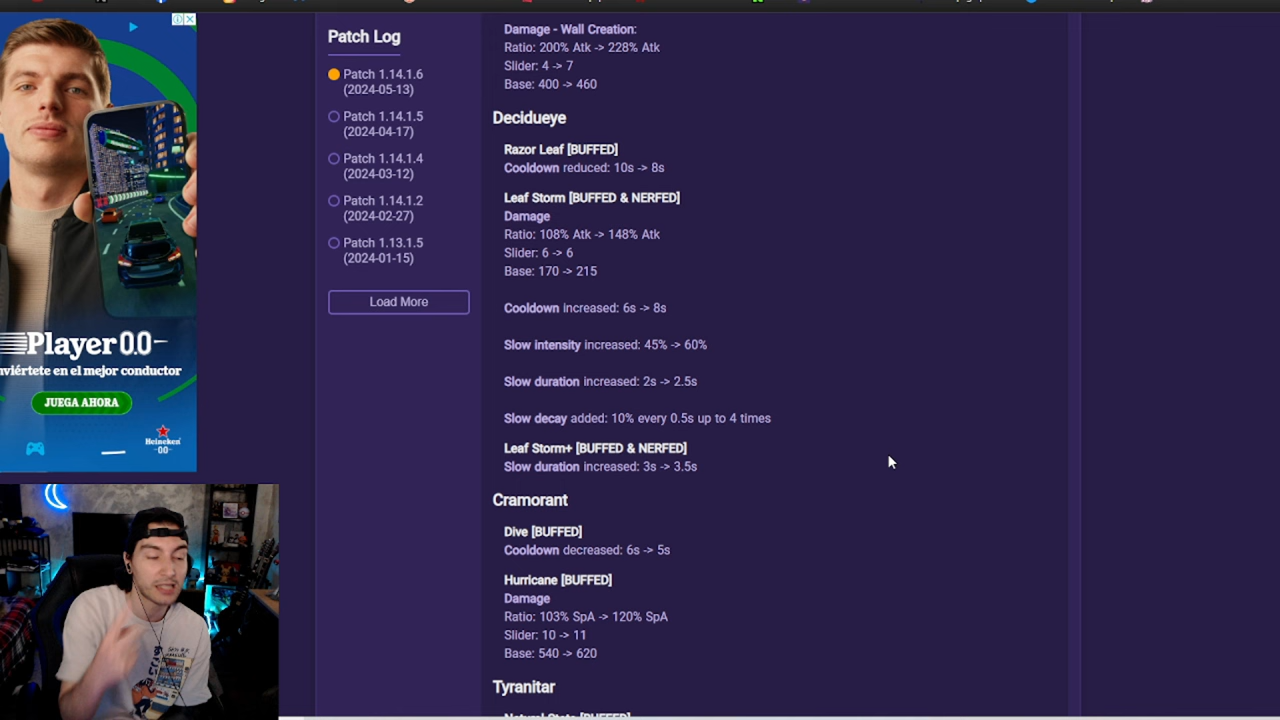 Patch Log
Patch 1.14.1.6
(2024-05-13)
Patch 1.14.1.5
(2024-04-17)
Patch 1.14.1.4
(2024-03-12)
Patch 1.14.1.2
(2024-02-27)
Patch 1.13.1.5
(2024-01-15)
Load More
Damage - Wall Creation:
Ratio: 200% Atk -> 228% Atk
Slider: 4 -> 7
Base: 400 -> 460
Decidueye
Razor Leaf [BUFFED]
Cooldown reduced: 10s -> 8s
Leaf Storm [BUFFED & NERFED]
Damage
Ratio: 108% Atk -> 148% Atk
Slider: 6 -> 6
Base: 170 -> 215
Cooldown increased: 6s -> 8s
Slow intensity increased: 45% -> 60%
Slow duration increased: 2s -> 2.5s
Slow decay added: 10% every 0.5s up to 4 times
Leaf Storm+ [BUFFED & NERFED]
Slow duration increased: 3s -> 3.5s
Cramorant
Dive [BUFFED]
Cooldown decreased: 6s -> 5s
Hurricane [BUFFED]
Damage
Ratio: 103% SpA -> 120% SpA
Slider: 10 -> 11
Base: 540 -> 620
Tyranitar
Player 0.0
nviértete en el mejor conductor
JUEGA AHORA
Heineken
0.0